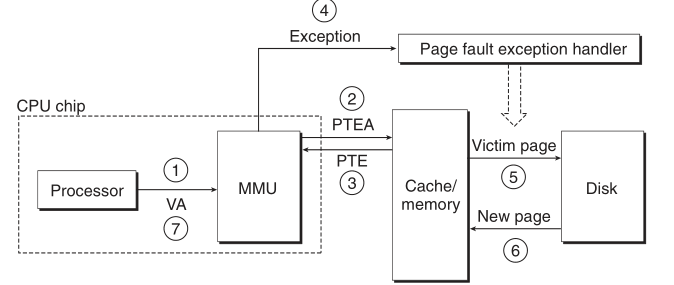 4
Exception
Page fault exception handler
CPU chip
2
PTEA
Processor
1
VA
7
MMU
PTE
3
Cache/
memory
Victim page
5
New page
6
Disk